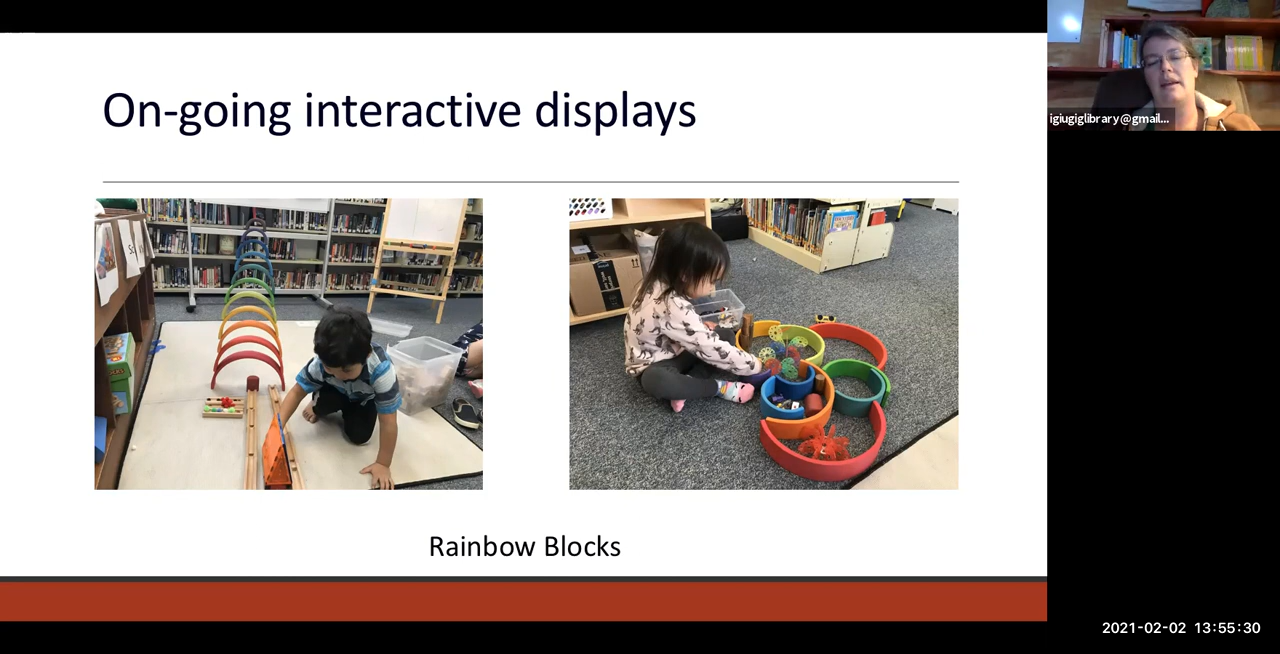 On-going interactive displays
igiugiglibrary@gmail...
Rainbow Blocks
2021-02-02 13:55:30